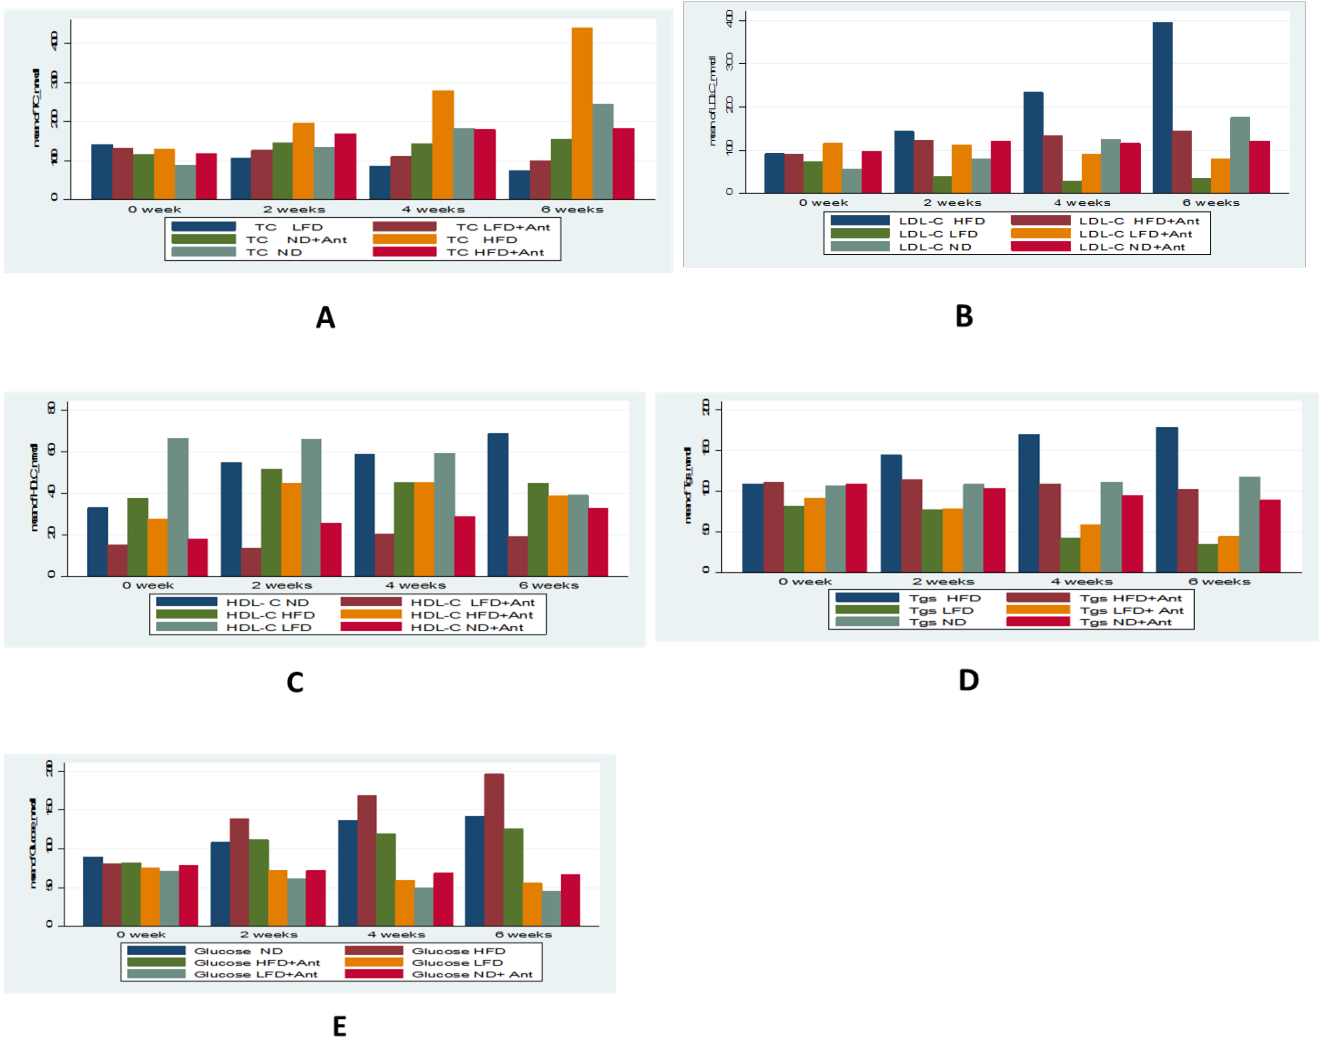 mean of TC_mmol/l
0 100 200 300 400
0 week 2 weeks 4 weeks 6 weeks
TC LFD TC LFD+Ant
TC ND+Ant TC HFD
TC ND TC HFD+Ant
A
mean of LDL-C_mmol/l
0 100 200 300 400
0 week 2 weeks 4 weeks 6 weeks
LDL-C HFD LDL-C HFD+Ant
LDL-C LFD LDL-C LFD+Ant
LDL-C ND LDL-C ND+Ant
B
0 20 40 60 80
0 week 2 weeks 4 weeks 6 weeks
HDL- C ND HDL-C LFD+Ant
HDL-C HFD HDL-C HFD+Ant
HDL-C LFD HDL-C ND+Ant
C
0 50 100 150 200
0 week 2 weeks 4 weeks 6 weeks
Tgs HFD Tgs HFD+Ant
Tgs LFD Tgs LFD+ Ant
Tgs ND Tgs ND+Ant
D
0 50 100 150 200
0 week 2 weeks 4 weeks 6 weeks
Glucose ND Glucose HFD
Glucose HFD+Ant Glucose LFD
Glucose LFD+Ant Glucose ND+ Ant
E